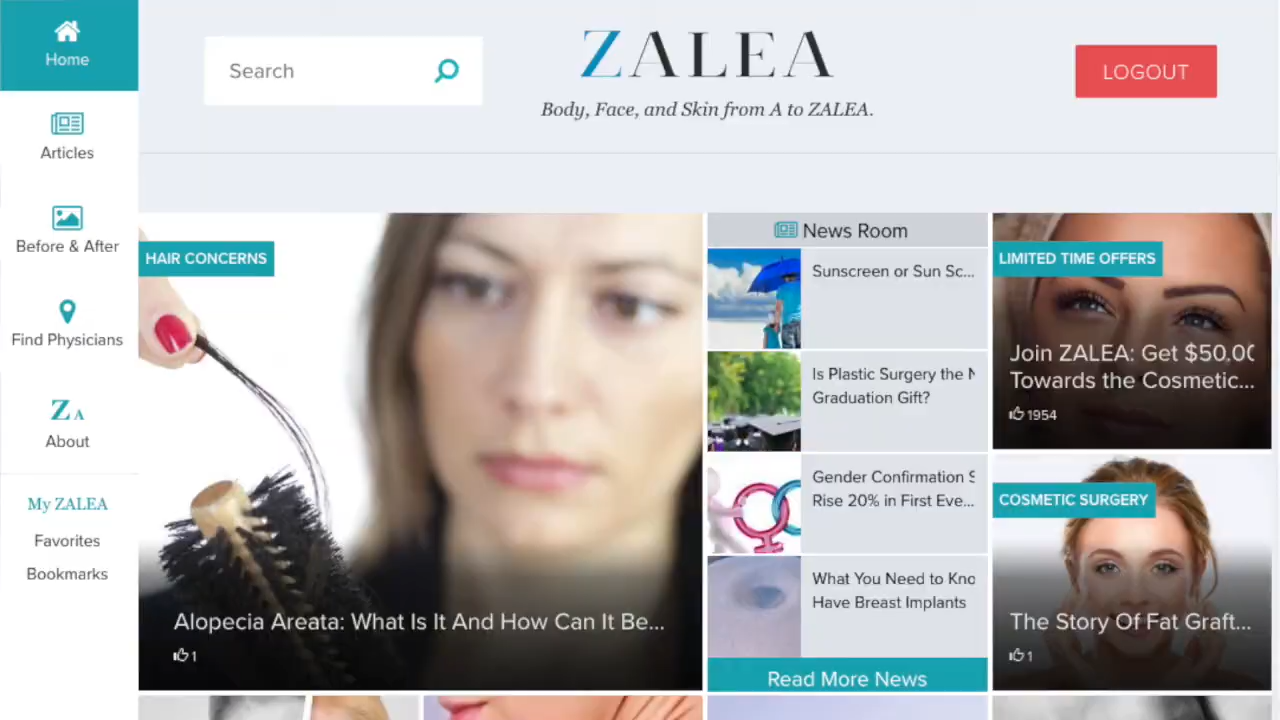 Home
Articles
Before & After
Find Physicians
ZA
About
My ZALEA
Favorites
Bookmarks
Search
ZALEA
Body, Face, and Skin from A to ZALEA.
LOGOUT
HAIR CONCERNS
Alopecia Areata: What Is It And How Can It Be...
1
News Room
Sunscreen or Sun Sc...
Is Plastic Surgery the
Graduation Gift?
Gender Confirmation
Rise 20% in First Eve...
What You Need to Kno
Have Breast Implants
Read More News
LIMITED TIME OFFERS
Join ZALEA: Get $50.00
Towards the Cosmetic...
1954
COSMETIC SURGERY
The Story Of Fat Graft...
1